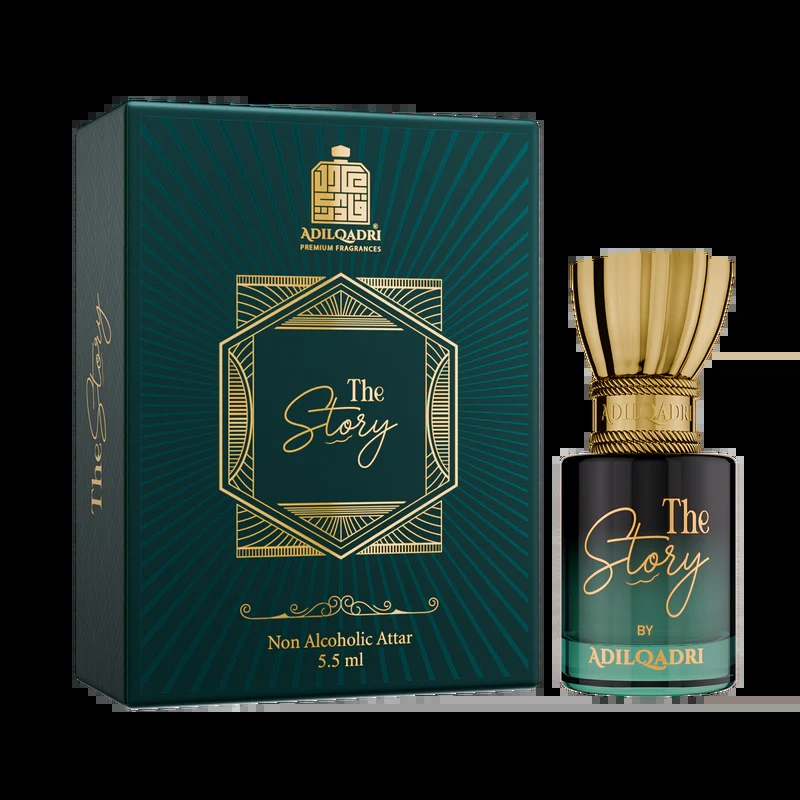 ADILQADRI®
PREMIUM FRAGRANCES
The
Story
Non Alcoholic Attar
5.5 ml
The Story
ADILQADRI
The
Story
BY
ADILQADRI